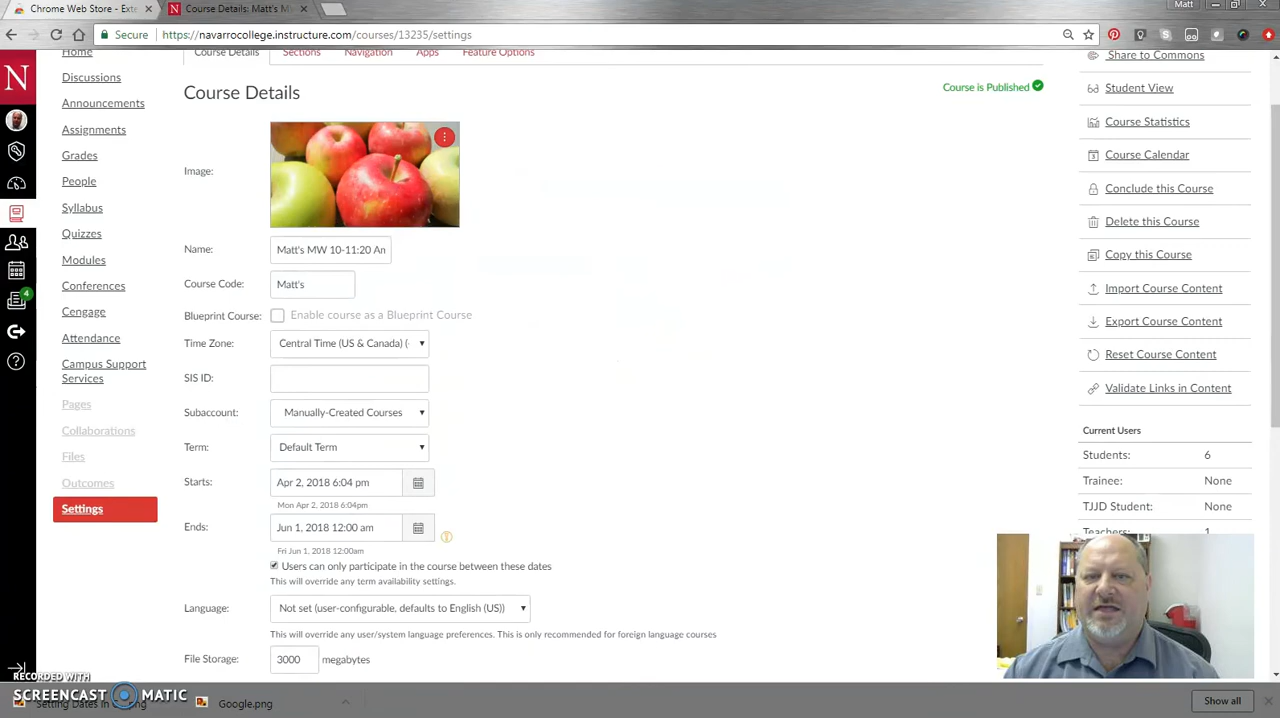 Chrome Web Store - Exte
Course Details: Matt's M
Matt
Secure
https://navarrocollege.instructure.com/courses/13235/settings
N
4
Home
Discussions
Announcements
Assignments
Grades
People
Syllabus
Quizzes
Modules
Conferences
Cengage
Attendance
Campus Support
Services
Pages
Collaborations
Files
Outcomes
Settings
Course Details Sections Navigation Apps Feature Options
Course Details
Course is Published
Image:
Name: Matt's MW 10-11:20 An
Course Code: Matt's
Blueprint Course: Enable course as a Blueprint Course
Time Zone: Central Time (US & Canada) (-
SIS ID:
Subaccount: Manually-Created Courses
Term: Default Term
Starts: Apr 2, 2018 6:04 pm
Mon Apr 2, 2018 6:04pm
Ends: Jun 1, 2018 12:00 am
Fri Jun 1, 2018 12:00am
Users can only participate in the course between these dates
This will override any term availability settings.
Language: Not set (user-configurable, defaults to English (US))
This will override any user/system language preferences. This is only recommended for foreign language courses
File Storage: 3000 megabytes
Share to Commons
Student View
Course Statistics
Course Calendar
Conclude this Course
Delete this Course
Copy this Course
Import Course Content
Export Course Content
Reset Course Content
Validate Links in Content
Current Users
Students: 6
Trainee: None
TJJD Student: None
Teachers: 1
RECORDED WITH
SCREENCAST MATIC
Setting Dates in
Google.png
Show all